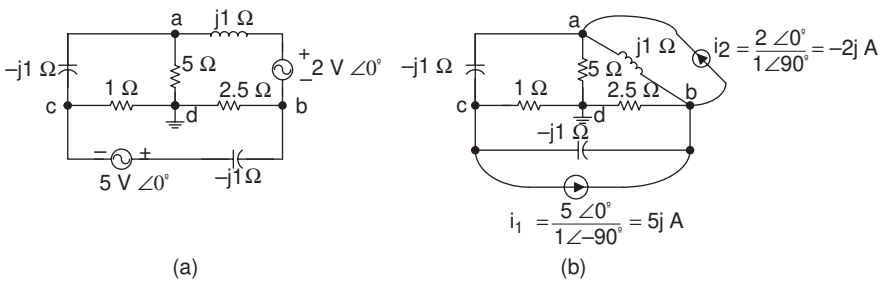 a
j1 Ω
–j1 Ω
5 Ω
+
–
2 V ∠0°
1 Ω
2.5 Ω
c
d
b
–
+
5 V ∠0°
–j1Ω
(a)
a
j1 Ω
i2 = 2 ∠0° / 1∠90° = –2j A
–j1 Ω
5 Ω
1 Ω
2.5 Ω
c
d
b
–j1 Ω
i1 = 5 ∠0° / 1∠–90° = 5j A
(b)